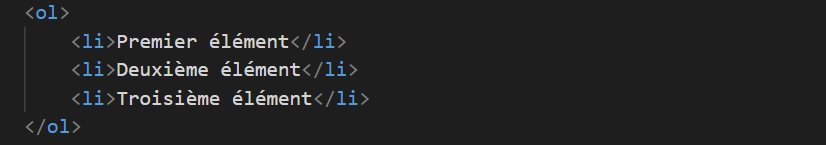 <ol>
<li>Premier élément</li>
<li>Deuxième élément</li>
<li>Troisième élément</li>
</ol>